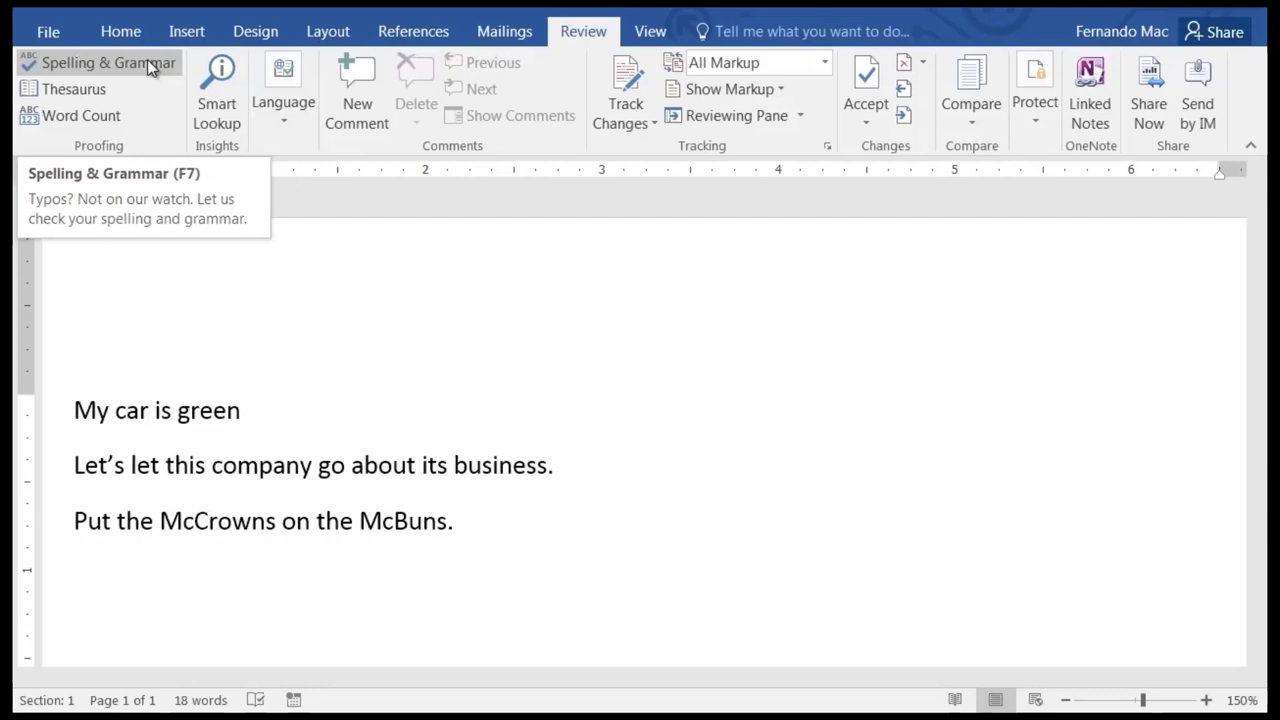 File Home Insert Design Layout References Mailings Review View Tell me what you want to do... Fernando Mac Share
ABC Spelling & Grammar
Thesaurus
ABC 123 Word Count
Proofing
Smart Lookup
Insights
Language
New Comment
Delete
Previous
Next
Show Comments
Comments
Track Changes
All Markup
Show Markup
Reviewing Pane
Tracking
Accept
Changes
Compare
Compare
Protect
Linked Notes
OneNote
Share Now
Send by IM
Share
Spelling & Grammar (F7)
Typos? Not on our watch. Let us
check your spelling and grammar.
2 3 4 5 6
My car is green
Let’s let this company go about its business.
Put the McCrowns on the McBuns.
1
Section: 1 Page 1 of 1 18 words 150%